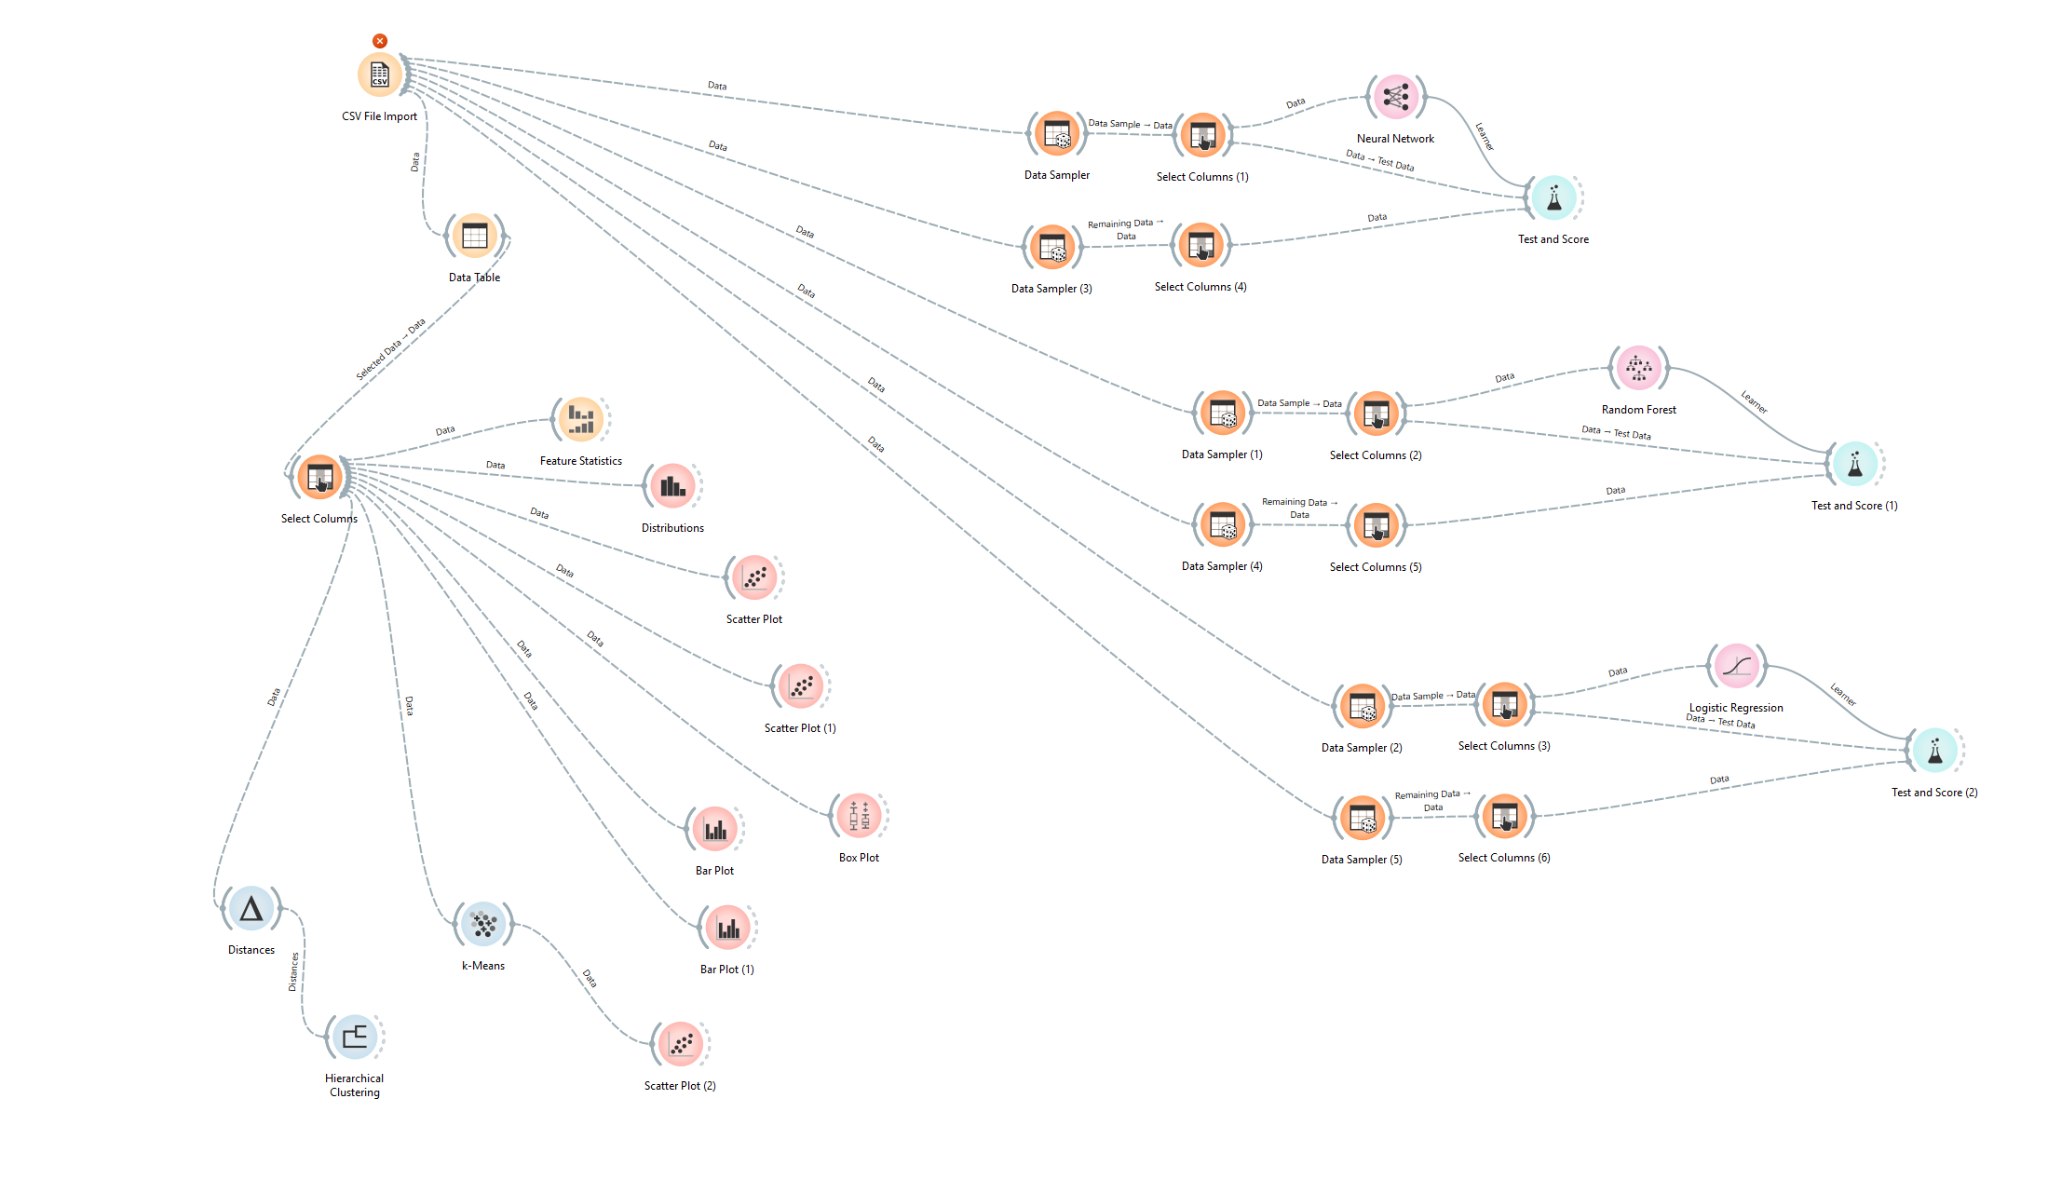 CSV
CSV File Import
Data
Data
Data
Data
Data
Data
Data
Data Table
Selected Data → Data
Select Columns
Data
Feature Statistics
Data
Distributions
Data
Scatter Plot
Data
Scatter Plot (1)
Data
Box Plot
Data
Bar Plot
Data
Bar Plot (1)
Data
k-Means
Data
Scatter Plot (2)
Data
Distances
Distances
Hierarchical
Clustering
Data Sampler
Data Sample → Data
Select Columns (1)
Data
Neural Network
Learner
Data → Test Data
Data Sampler (3)
Remaining Data →
Data
Select Columns (4)
Data
Test and Score
Data Sampler (1)
Data Sample → Data
Select Columns (2)
Data
Random Forest
Learner
Data → Test Data
Data Sampler (4)
Remaining Data →
Data
Select Columns (5)
Data
Test and Score (1)
Data Sampler (2)
Data Sample → Data
Select Columns (3)
Data
Logistic Regression
Learner
Data → Test Data
Data Sampler (5)
Remaining Data →
Data
Select Columns (6)
Data
Test and Score (2)